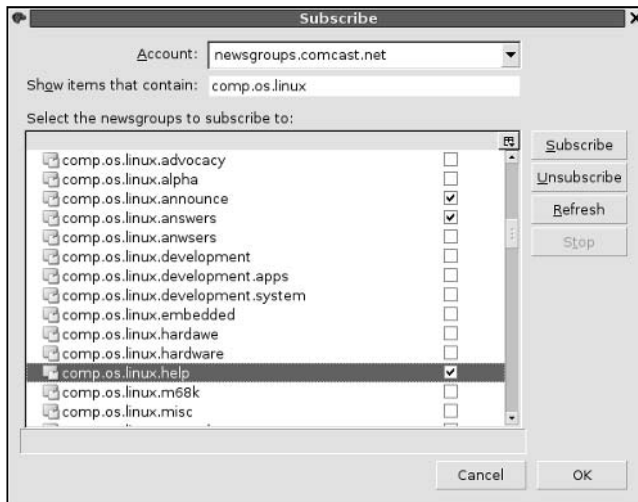 Subscribe
Account: newsgroups.comcast.net
Show items that contain: comp.os.linux
Select the newsgroups to subscribe to:
comp.os.linux.advocacy
comp.os.linux.alpha
comp.os.linux.announce
comp.os.linux.answers
comp.os.linux.anwsers
comp.os.linux.development
comp.os.linux.development.apps
comp.os.linux.development.system
comp.os.linux.embedded
comp.os.linux.hardawe
comp.os.linux.hardware
comp.os.linux.help
comp.os.linux.m68k
comp.os.linux.misc
Subscribe
Unsubscribe
Refresh
Stop
Cancel
OK